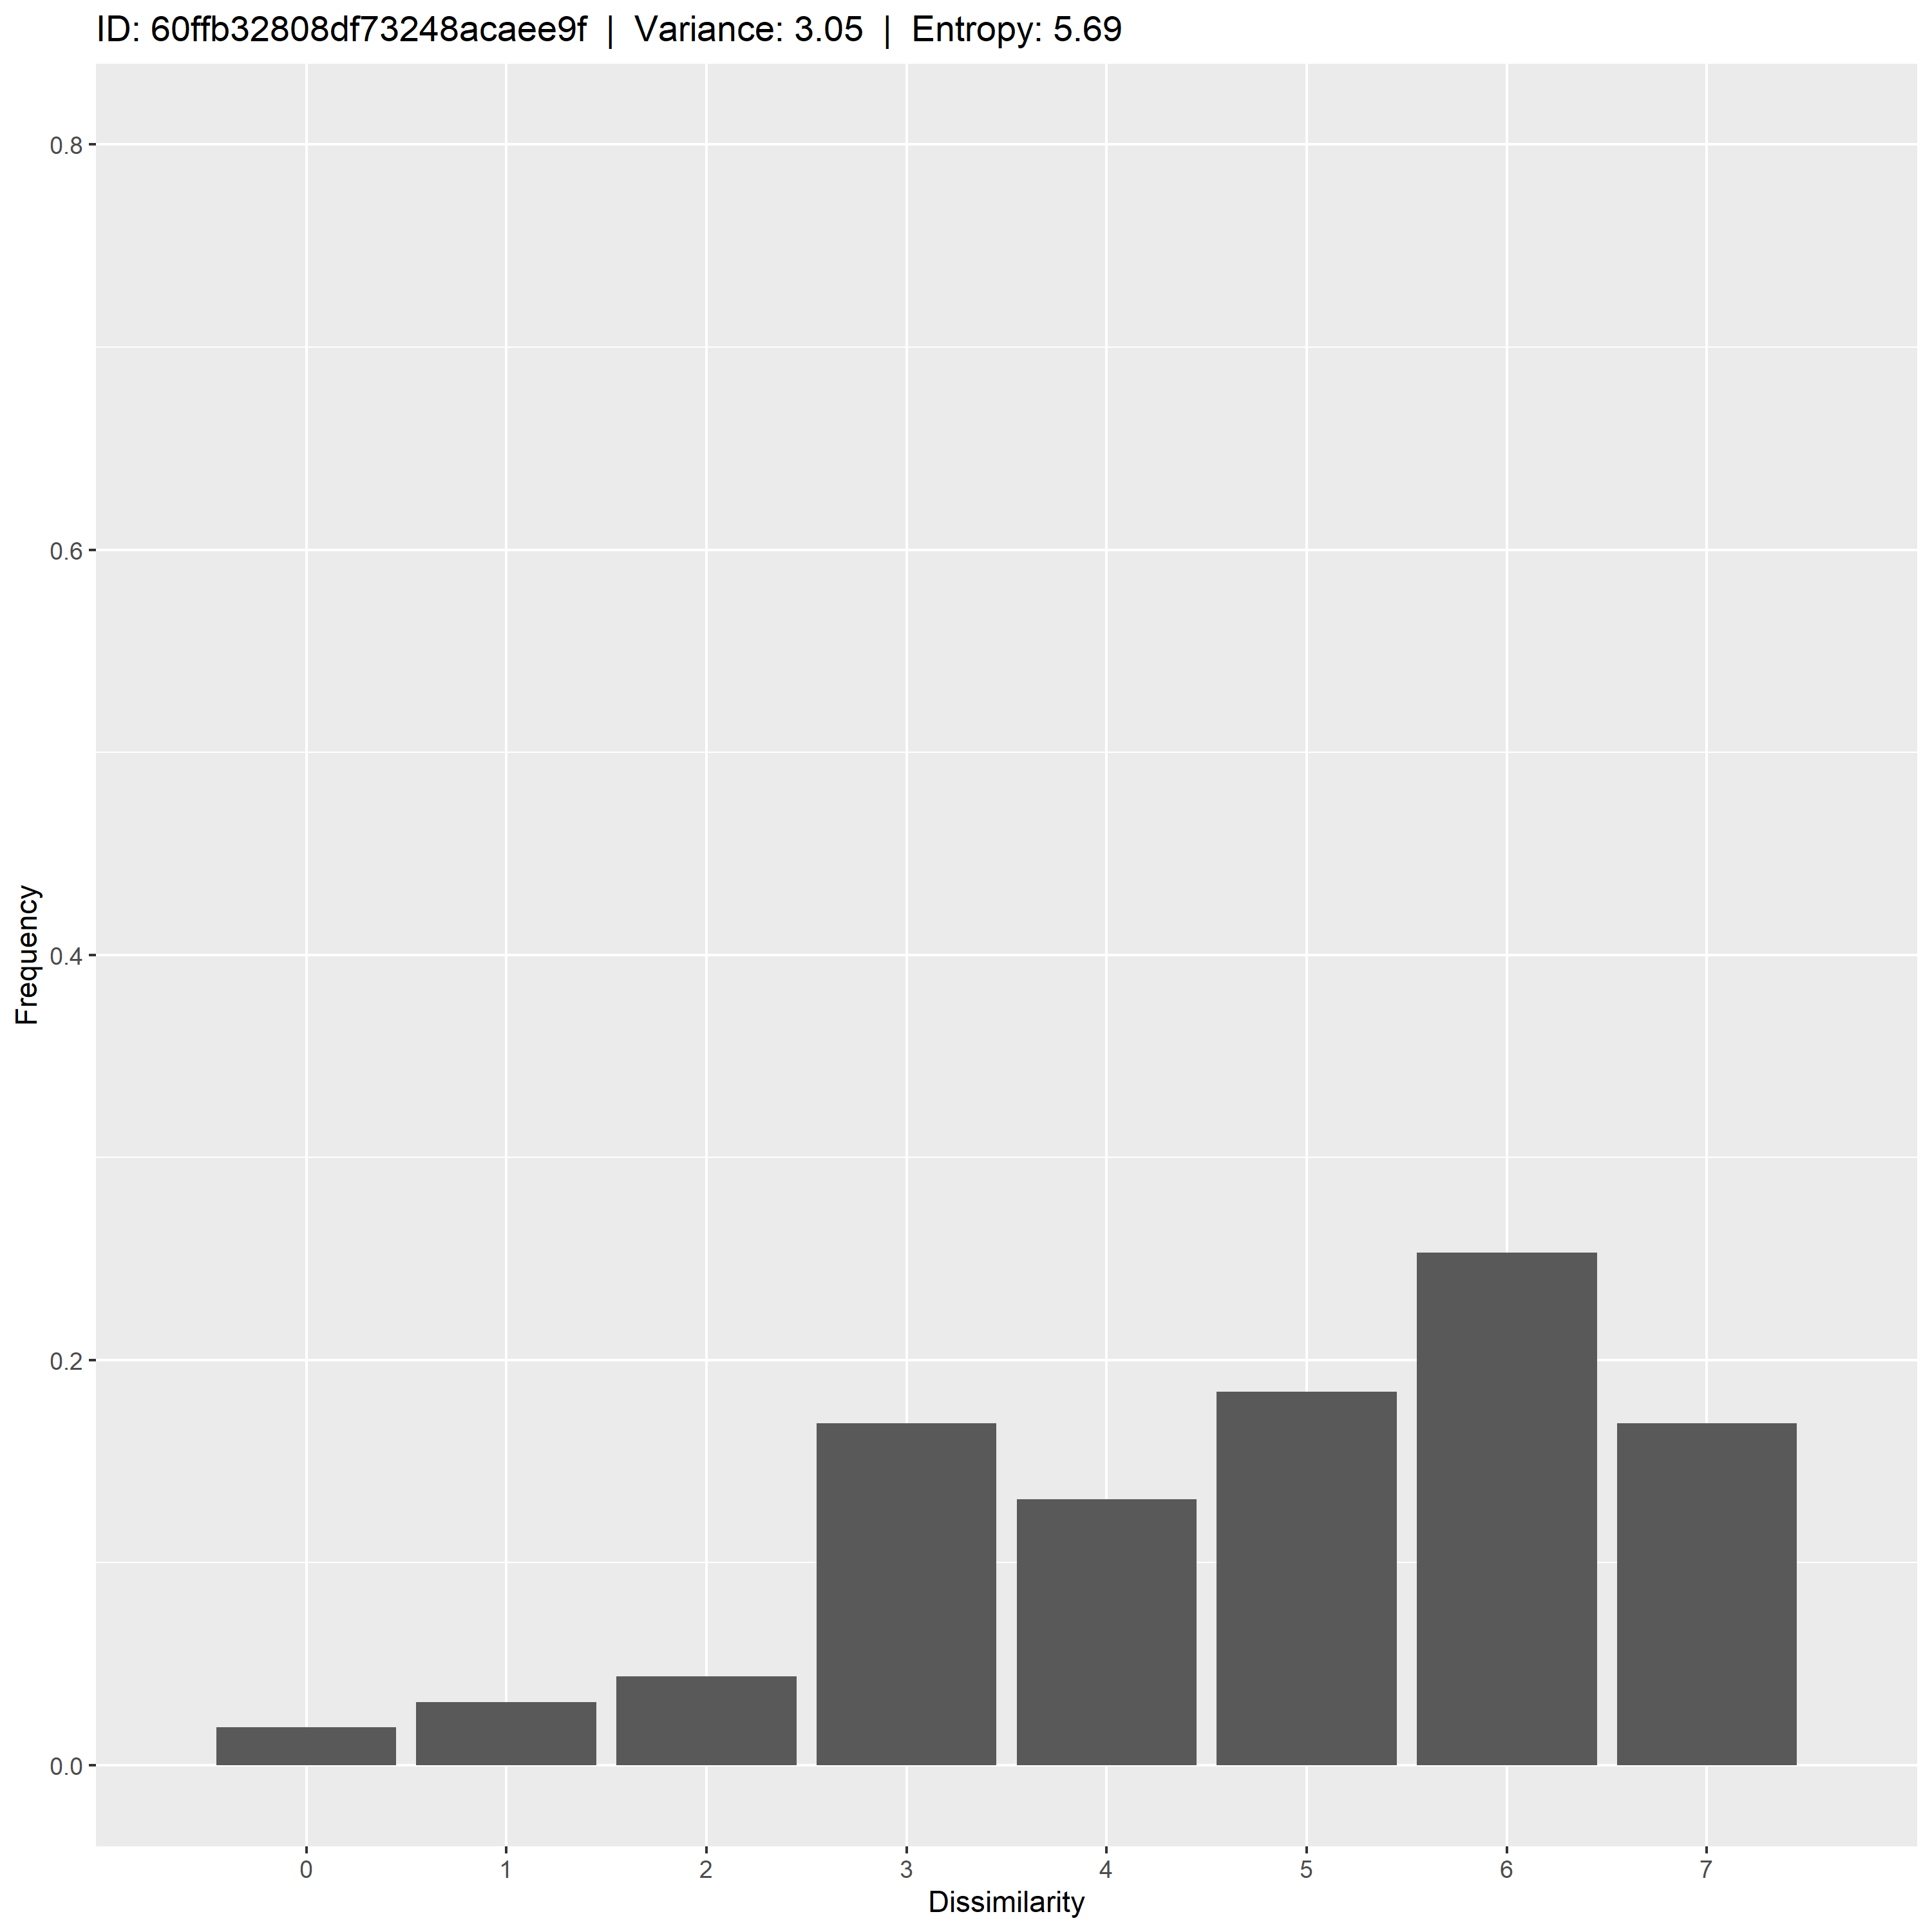 ID: 60ffb32808df73248acaee9f | Variance: 3.05 | Entropy: 5.69
0.8
0.6
0.4
0.2
0.0
Frequency
0 1 2 3 4 5 6 7
Dissimilarity